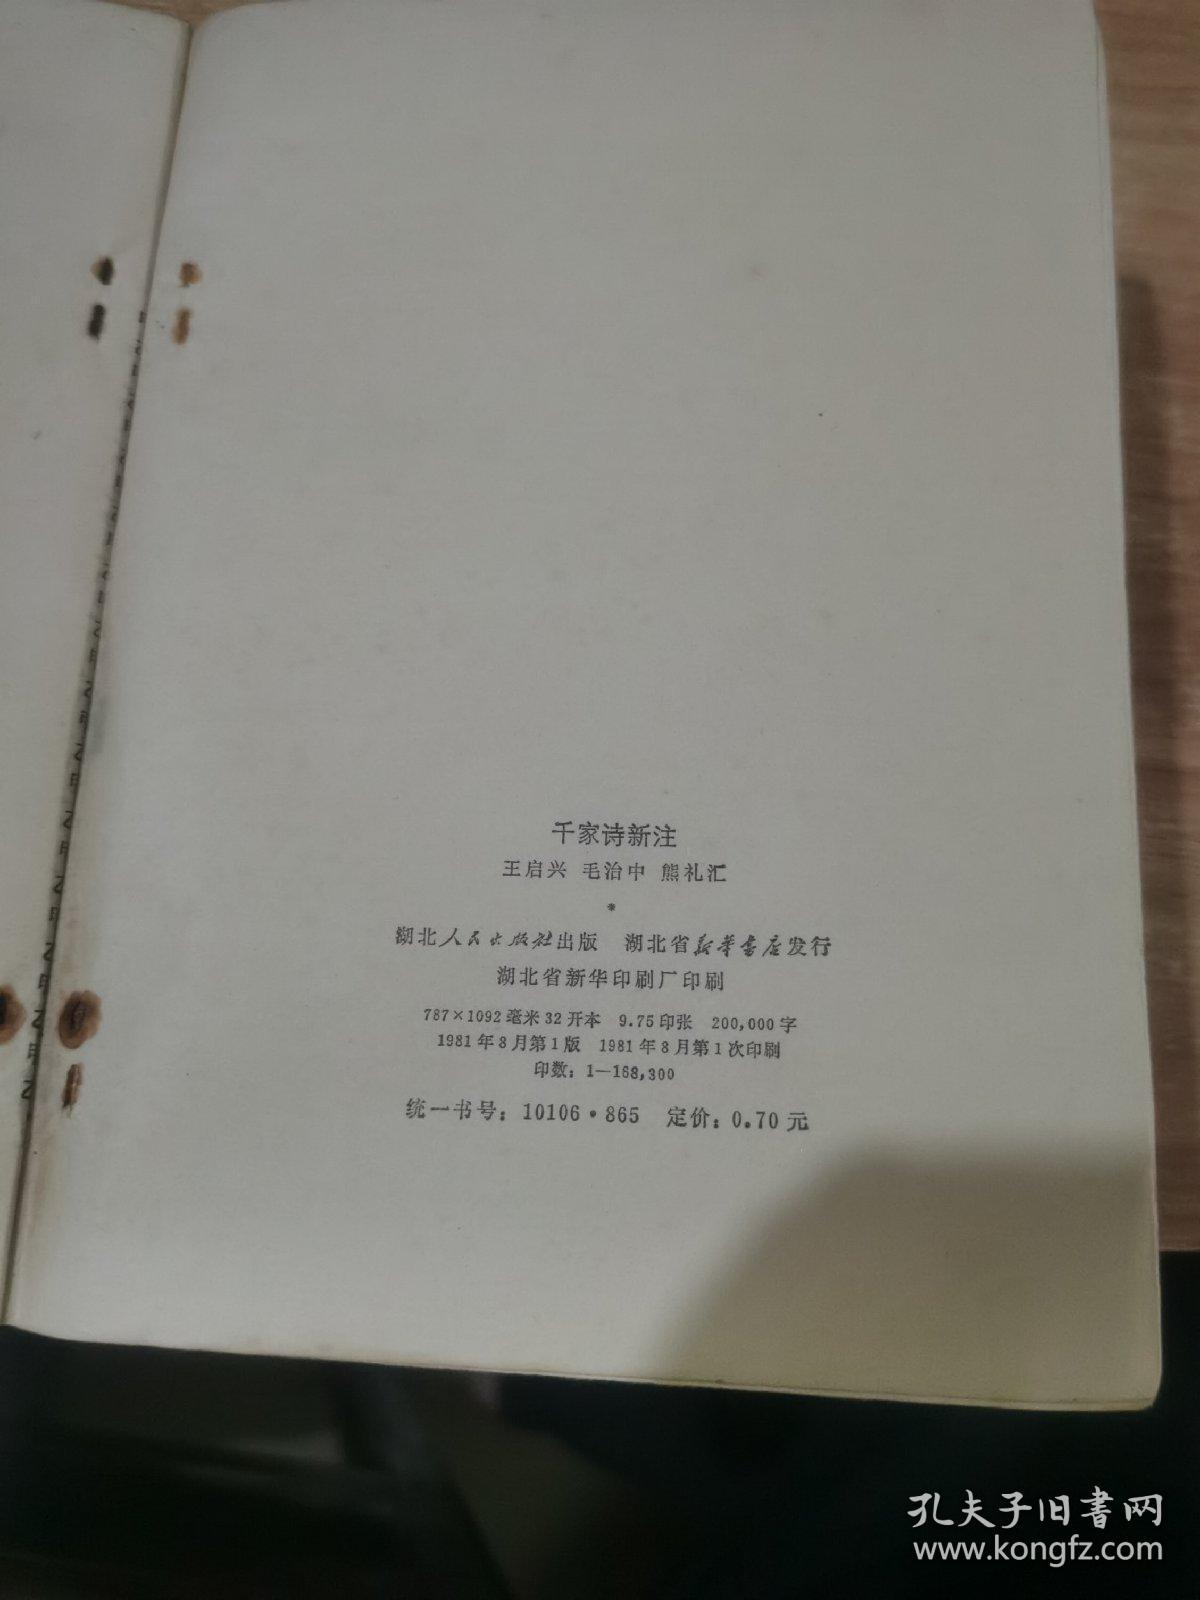 千家诗新注
王启兴 毛治中 熊礼汇
*
湖北人民出版社出版 湖北省新华书店发行
湖北省新华印刷厂印刷
787×1092毫米32开本 9.75印张 200,000字
1981年8月第1版 1981年8月第1次印刷
印数：1—168,300
统一书号：10106·865 定价：0.70元
孔夫子旧書网
www.kongfz.com